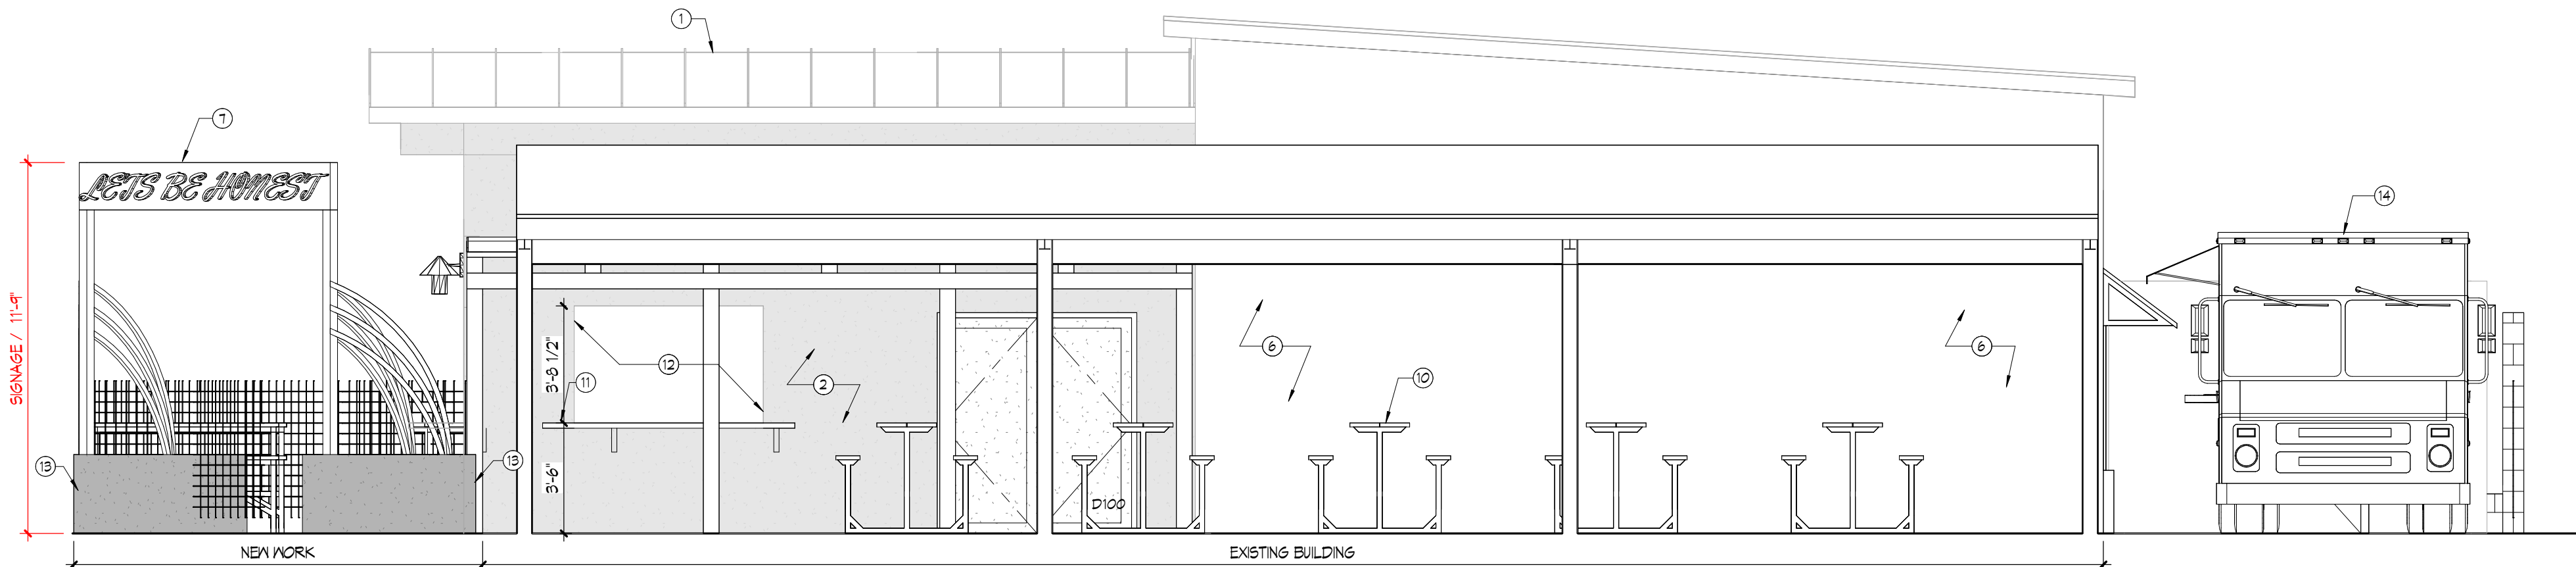 1
7
LETS BE HONEST
14
SIGNAGE / 11'-9"
3'-8 1/2"
12
11
2
6
6
10
13
13
3'-6"
D100
NEW WORK
EXISTING BUILDING